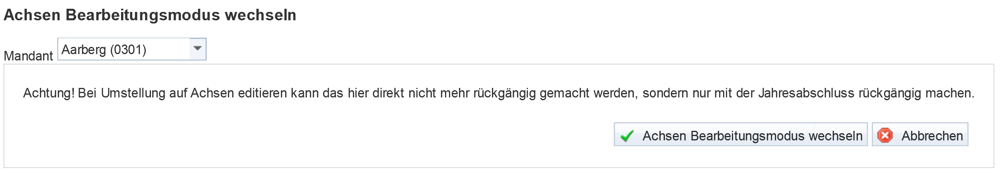 Achsen Bearbeitungsmodus wechseln
Mandant Aarberg (0301)
Achtung! Bei Umstellung auf Achsen editieren kann das hier direkt nicht mehr rückgängig gemacht werden, sondern nur mit der Jahresabschluss rückgängig machen.
Achsen Bearbeitungsmodus wechseln Abbrechen